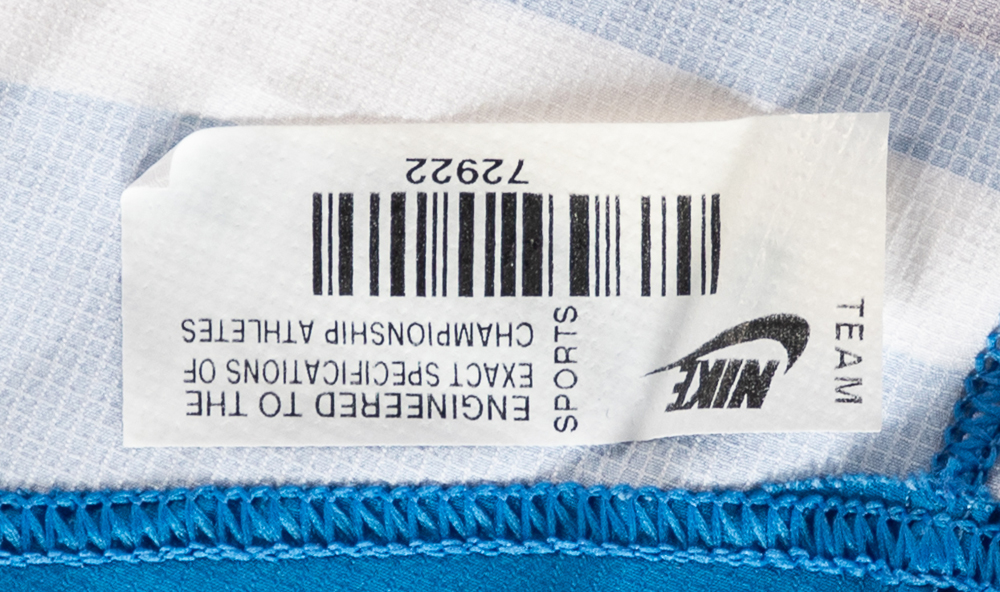 TEAM
NIKE
SPORTS
ENGINEERED TO THE
EXACT SPECIFICATIONS OF
CHAMPIONSHIP ATHLETES
72922